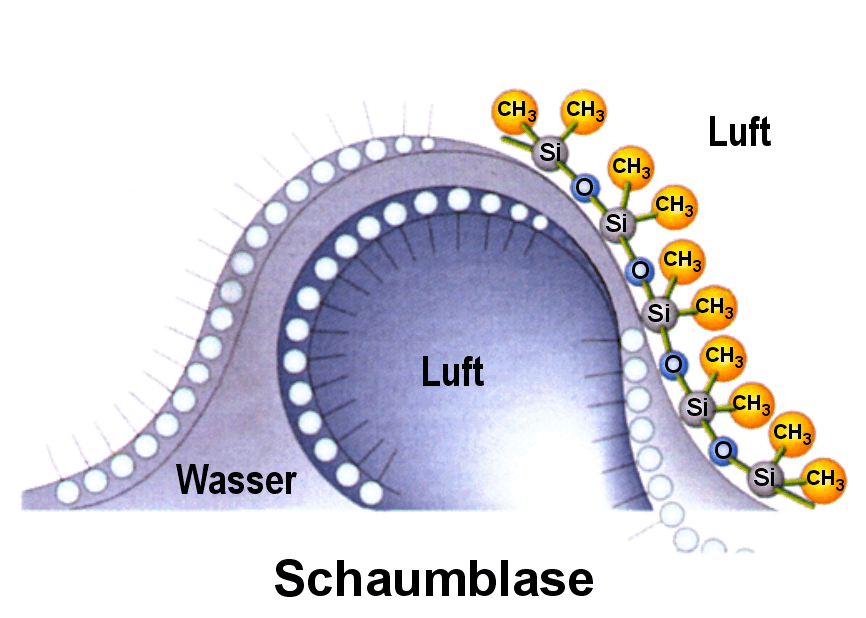 CH3 CH3
Luft
Si
CH3
O
CH3
Si
CH3
O
CH3
Si
CH3
O
Luft
CH3
Si
CH3
O
Wasser
Si
CH3
Schaumblase